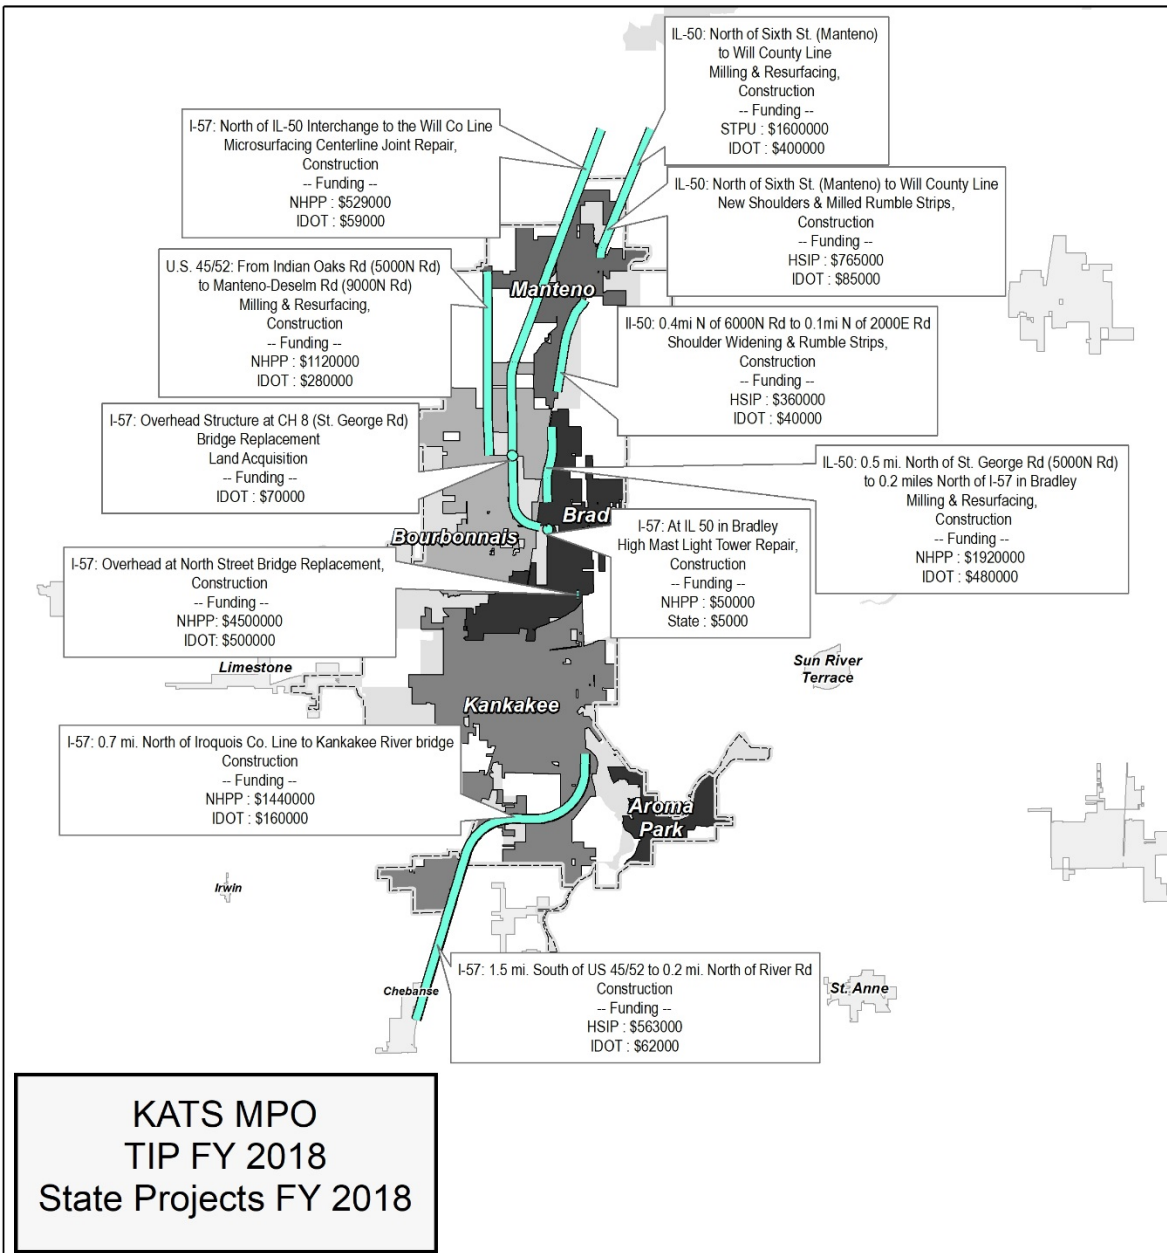 IL-50: North of Sixth St. (Manteno)
to Will County Line
Milling & Resurfacing,
Construction
-- Funding --
STPU : $1600000
IDOT : $400000
I-57: North of IL-50 Interchange to the Will Co Line
Microsurfacing Centerline Joint Repair,
Construction
-- Funding --
NHPP : $529000
IDOT : $59000
IL-50: North of Sixth St. (Manteno) to Will County Line
New Shoulders & Milled Rumble Strips,
Construction
-- Funding --
HSIP : $765000
IDOT : $85000
U.S. 45/52: From Indian Oaks Rd (5000N Rd)
to Manteno-Deselm Rd (9000N Rd)
Milling & Resurfacing,
Construction
-- Funding --
NHPP : $1120000
IDOT : $280000
Manteno
Il-50: 0.4mi N of 6000N Rd to 0.1mi N of 2000E Rd
Shoulder Widening & Rumble Strips,
Construction
-- Funding --
HSIP : $360000
IDOT : $40000
I-57: Overhead Structure at CH 8 (St. George Rd)
Bridge Replacement
Land Acquisition
-- Funding --
IDOT : $70000
IL-50: 0.5 mi. North of St. George Rd (5000N Rd)
to 0.2 miles North of I-57 in Bradley
Milling & Resurfacing,
Construction
-- Funding --
NHPP : $1920000
IDOT : $480000
Brad
Bourbonnais
I-57: At IL 50 in Bradley
High Mast Light Tower Repair,
Construction
-- Funding --
NHPP : $50000
State : $5000
I-57: Overhead at North Street Bridge Replacement,
Construction
-- Funding --
NHPP: $4500000
IDOT: $500000
Limestone
Sun River
Terrace
Kankakee
I-57: 0.7 mi. North of Iroquois Co. Line to Kankakee River bridge
Construction
-- Funding --
NHPP : $1440000
IDOT : $160000
Aroma
Park
Irwin
I-57: 1.5 mi. South of US 45/52 to 0.2 mi. North of River Rd
Construction
-- Funding --
HSIP : $563000
IDOT : $62000
Chebanse
St. Anne
KATS MPO
TIP FY 2018
State Projects FY 2018